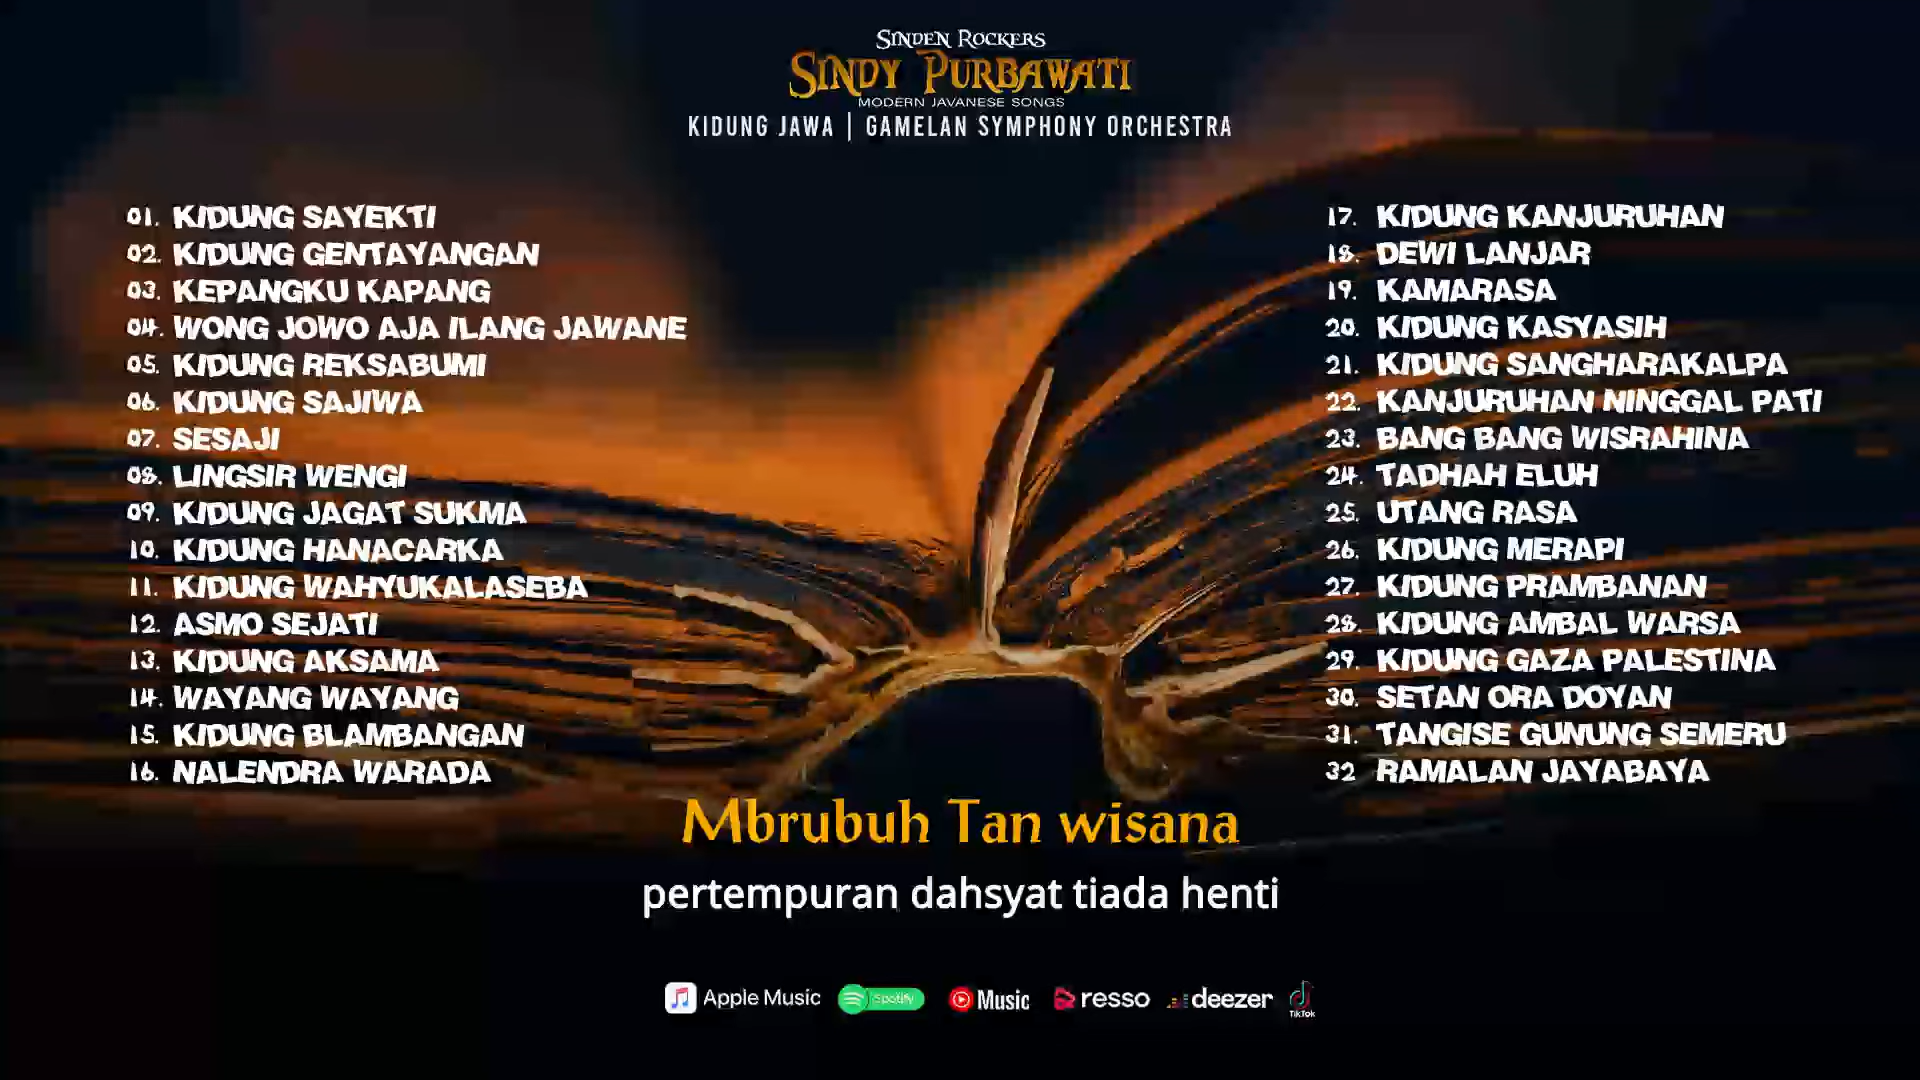 SINDEN ROCKERS
SINDY PURBAWATI
MODERN JAVANESE SONGS
KIDUNG JAWA | GAMELAN SYMPHONY ORCHESTRA
01. KIDUNG SAYEKTI
02. KIDUNG GENTAYANGAN
03. KEPANGKU KAPANG
04. WONG JOWO AJA ILANG JAWANE
05. KIDUNG REKSABUMI
06. KIDUNG SAJIWA
07. SESAJI
08. LINGSIR WENGI
09. KIDUNG JAGAT SUKMA
10. KIDUNG HANACARKA
11. KIDUNG WAHYUKALASEBA
12. ASMO SEJATI
13. KIDUNG AKSAMA
14. WAYANG WAYANG
15. KIDUNG BLAMBANGAN
16. NALENDRA WARADA
17. KIDUNG KANJURUHAN
18. DEWI LANJAR
19. KAMARASA
20. KIDUNG KASYASIH
21. KIDUNG SANGHARAKALPA
22. KANJURUHAN NINGGAL PATI
23. BANG BANG WISRAHINA
24. TADHAH ELUH
25. UTANG RASA
26. KIDUNG MERAPI
27. KIDUNG PRAMBANAN
28. KIDUNG AMBAL WARSA
29. KIDUNG GAZA PALESTINA
30. SETAN ORA DOYAN
31. TANGISE GUNUNG SEMERU
32 RAMALAN JAYABAYA
Mbrubuh Tan wisana
pertempuran dahsyat tiada henti
Apple Music Spotify Music resso deezer TikTok